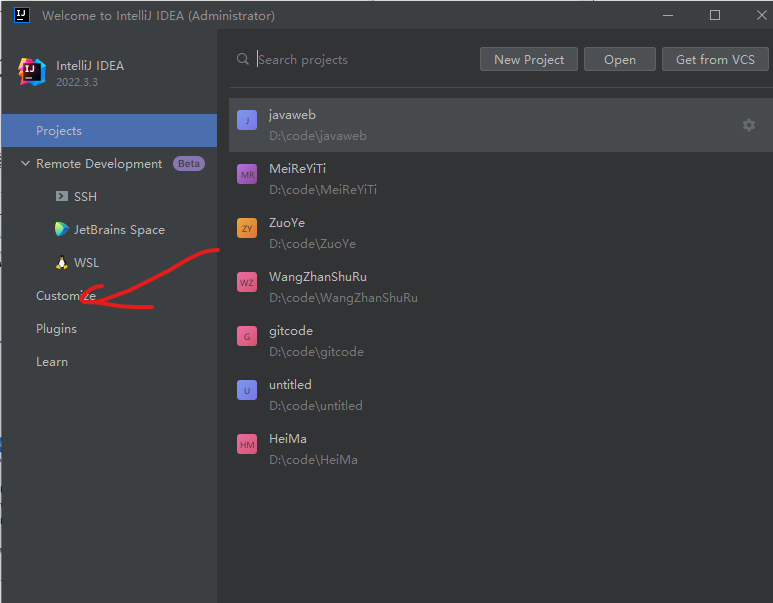 Welcome to IntelliJ IDEA (Administrator)
IntelliJ IDEA
2022.3.3
Search projects
New Project
Open
Get from VCS
Projects
Remote Development Beta
SSH
JetBrains Space
WSL
Customize
Plugins
Learn
J
javaweb
D:\code\javaweb
MR
MeiReYiTi
D:\code\MeiReYiTi
ZY
ZuoYe
D:\code\ZuoYe
WZ
WangZhanShuRu
D:\code\WangZhanShuRu
G
gitcode
D:\code\gitcode
U
untitled
D:\code\untitled
HM
HeiMa
D:\code\HeiMa